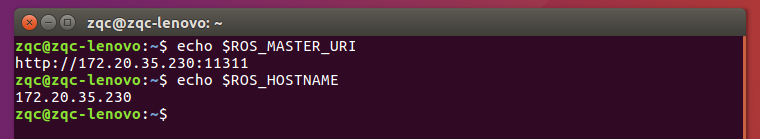 zqc@zqc-lenovo: ~
zqc@zqc-lenovo:~$ echo $ROS_MASTER_URI
http://172.20.35.230:11311
zqc@zqc-lenovo:~$ echo $ROS_HOSTNAME
172.20.35.230
zqc@zqc-lenovo:~$